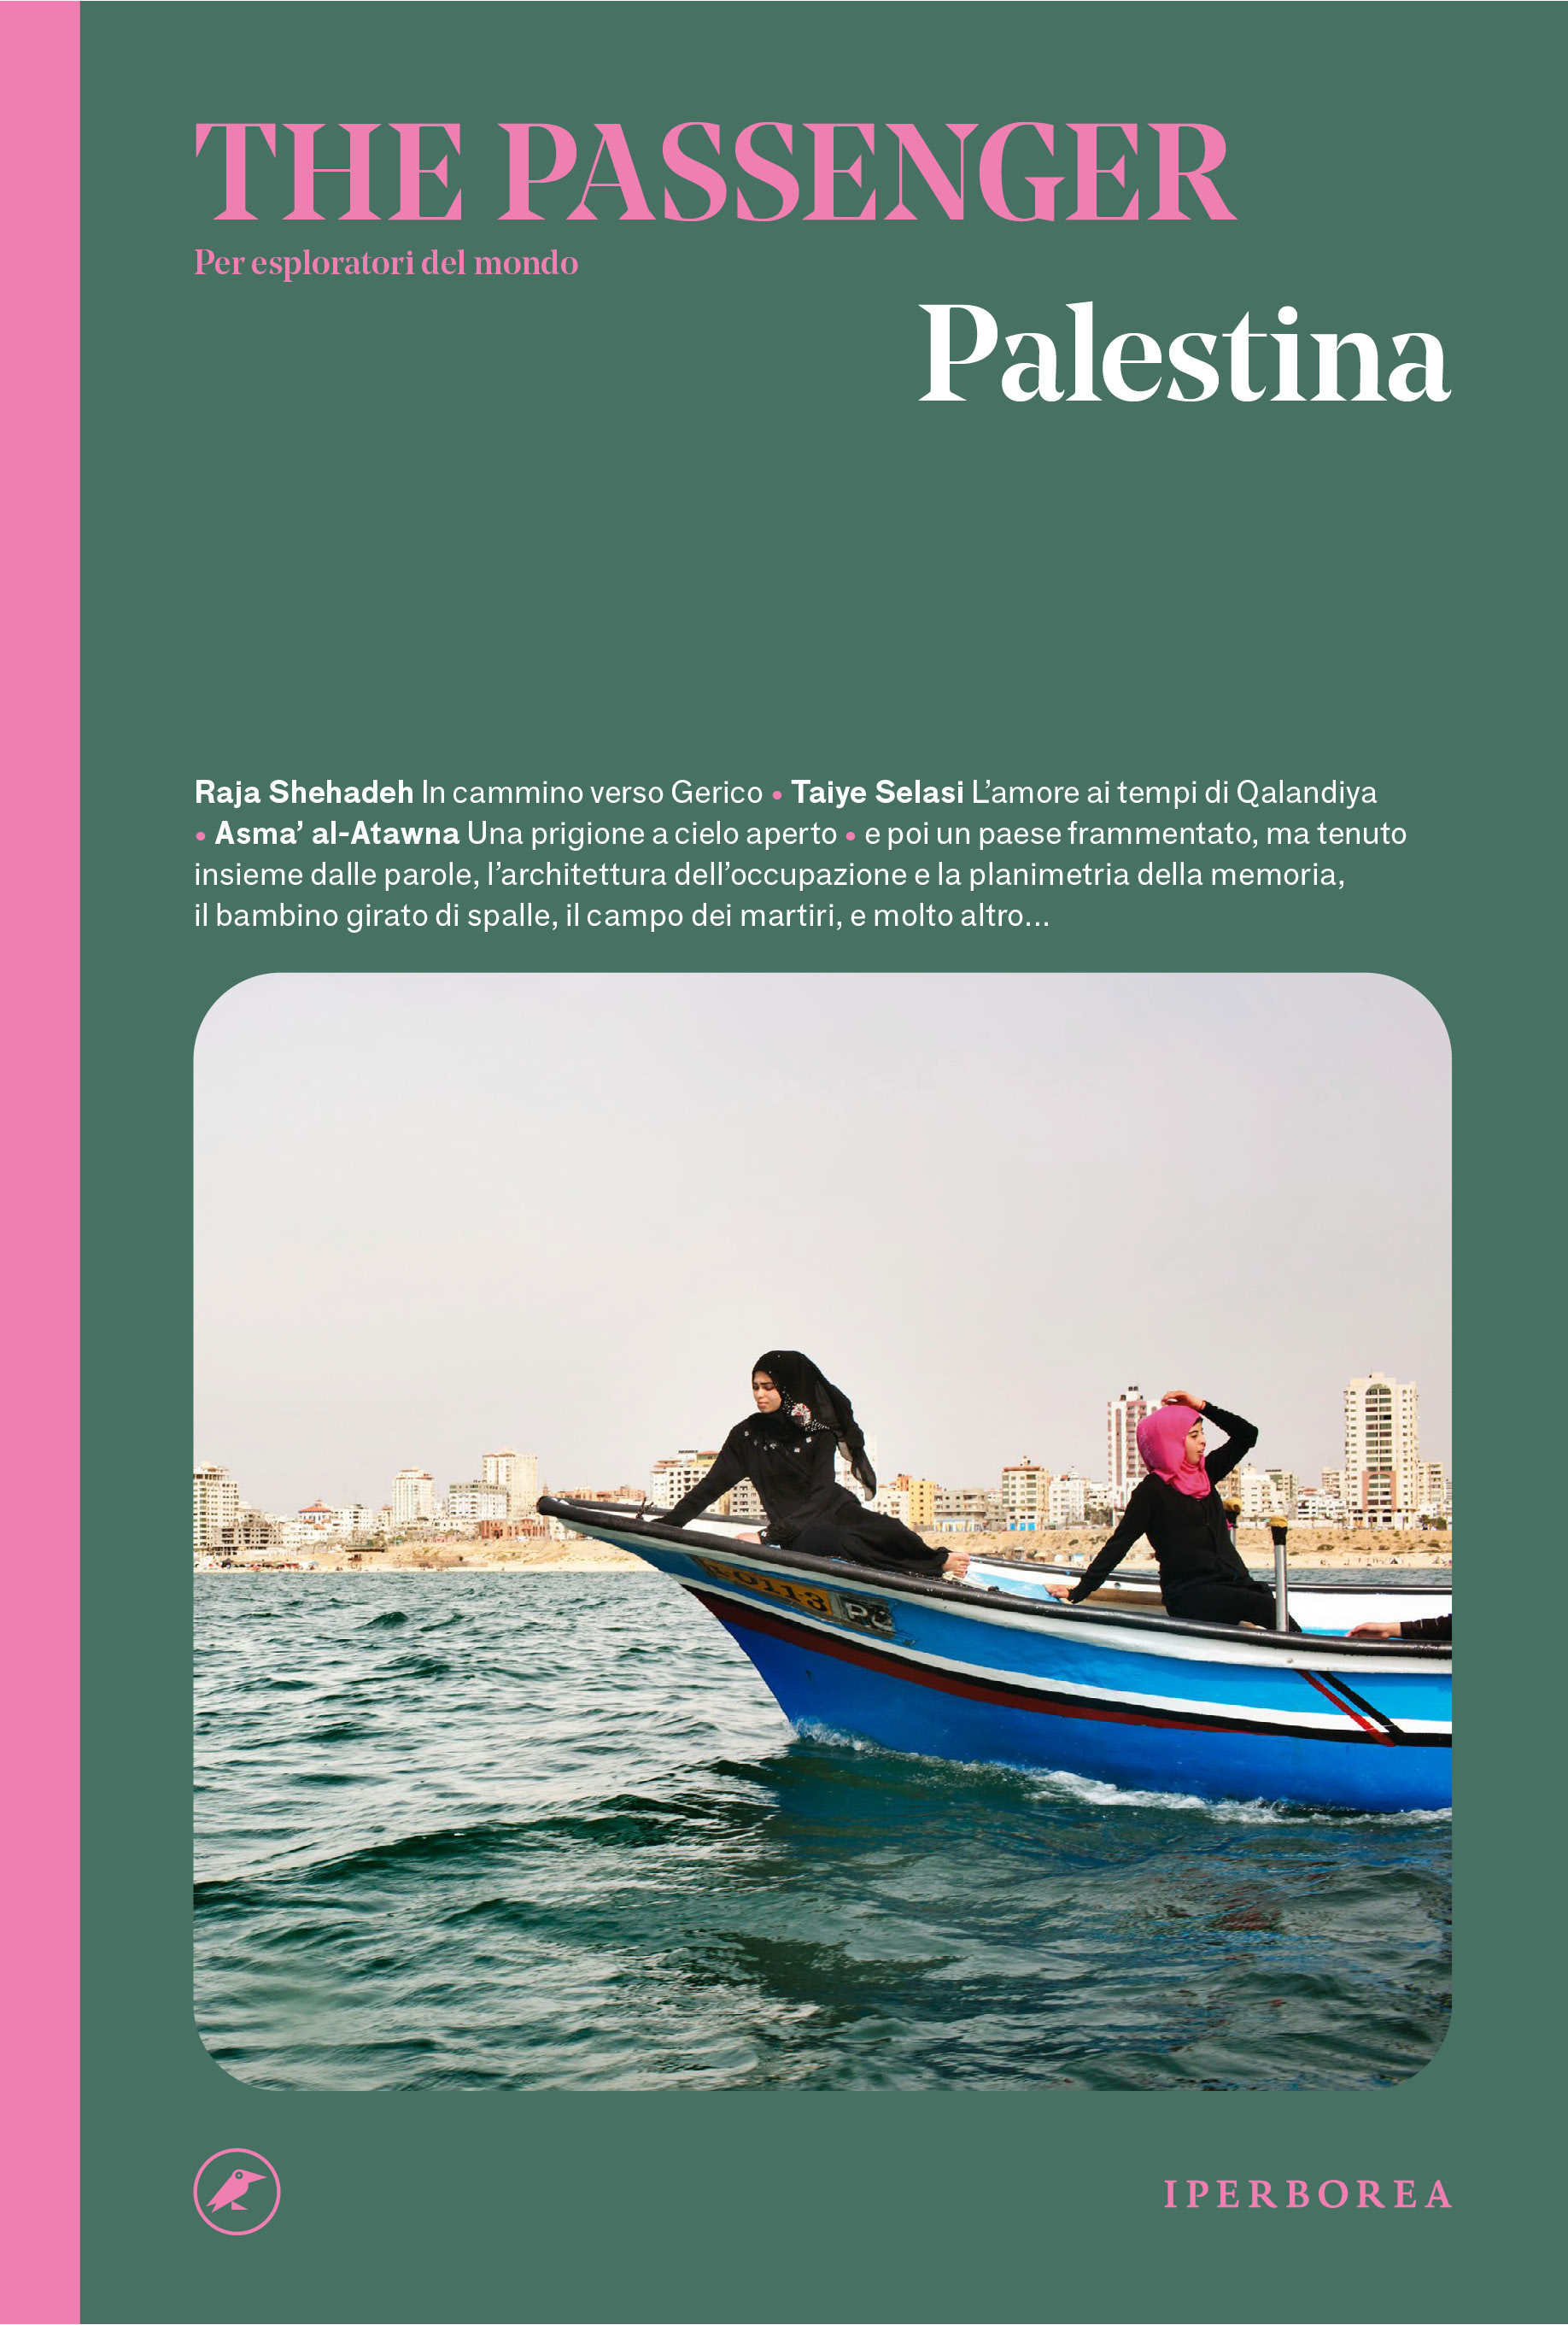 THE PASSENGER
Per esploratori del mondo
Palestina
Raja Shehadeh In cammino verso Gerico • Taiye Selasi L’amore ai tempi di Qalandiya
• Asma’ al-Atawna Una prigione a cielo aperto • e poi un paese frammentato, ma tenuto
insieme dalle parole, l’architettura dell’occupazione e la planimetria della memoria,
il bambino girato di spalle, il campo dei martiri, e molto altro...
IPERBOREA